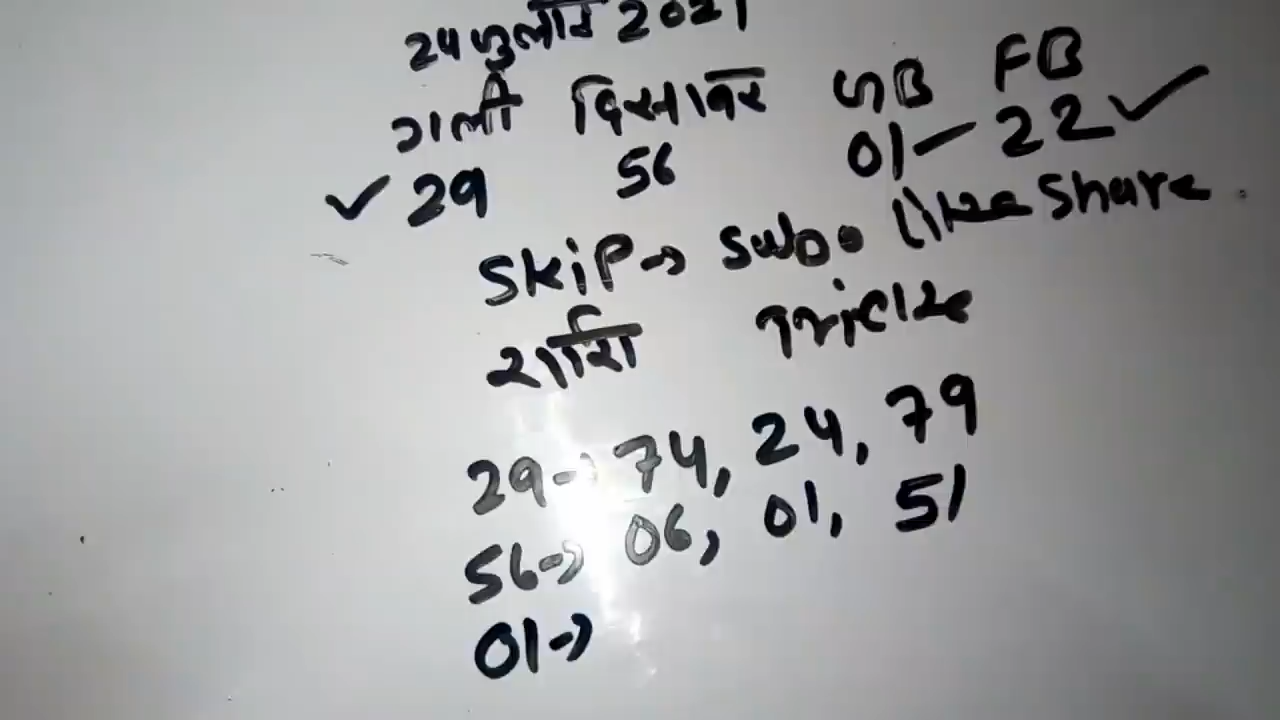 24 जुलाई 2021
गली दिसावर GB FB
29 56 01 22
SKiP → Sub. like Share
राशि
29 → 74, 24, 79
56 → 06, 01, 51
01 →